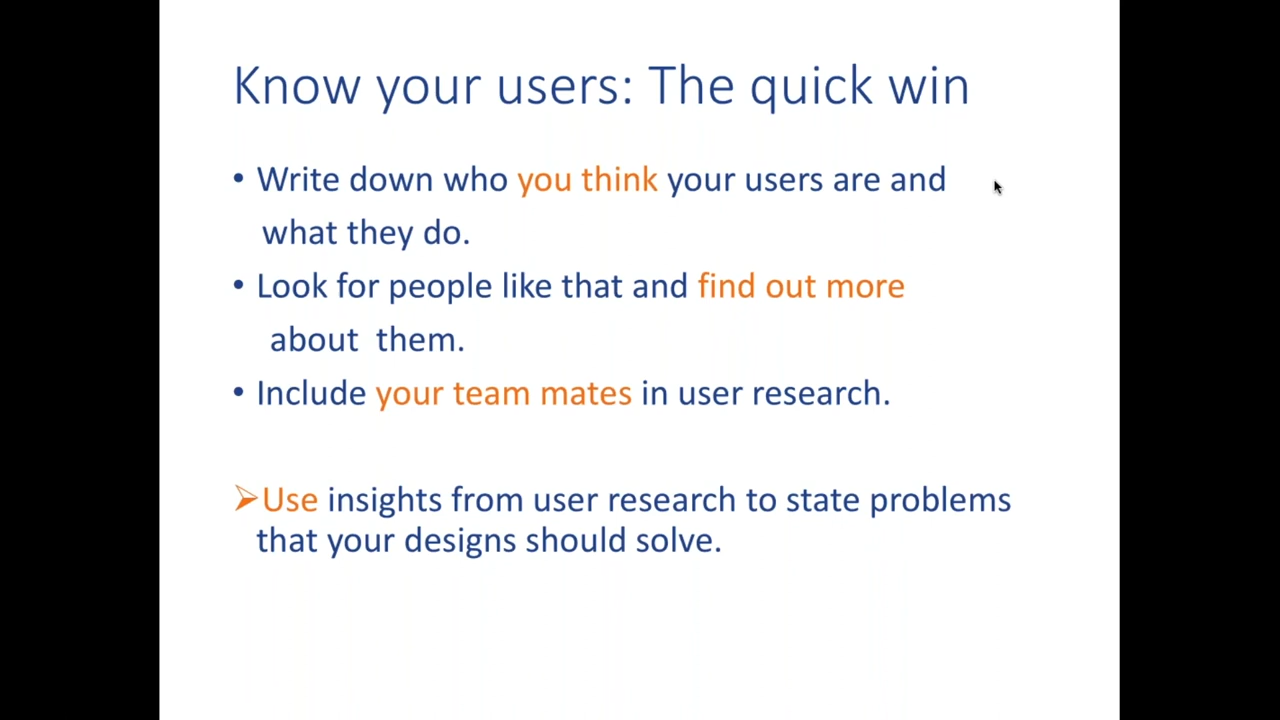 Know your users: The quick win
• Write down who you think your users are and
what they do.
• Look for people like that and find out more
about them.
• Include your team mates in user research.
➢Use insights from user research to state problems
that your designs should solve.